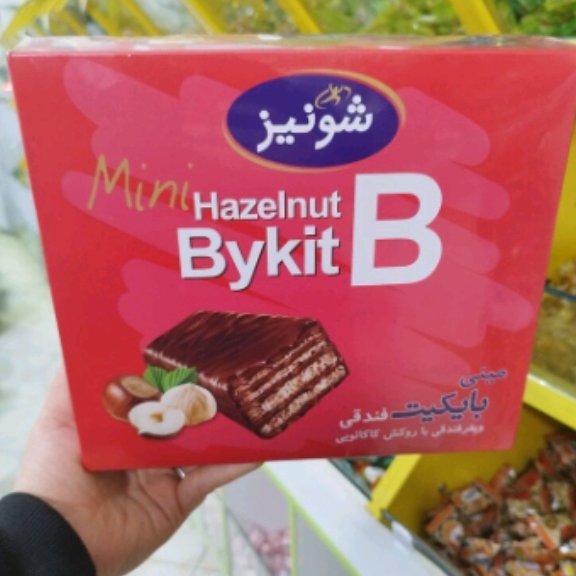 شونیز
Mini
Hazelnut
Bykit B
مینی
بایکیت فندقی
ویفر فندقی با روکش کاکائویی